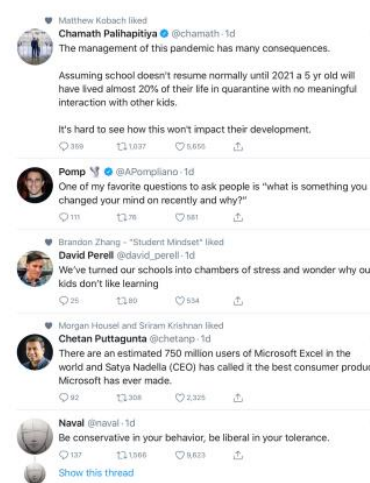 Matthew Kobach liked
Chamath Palihapitiya @chamath · 1d
The management of this pandemic has many consequences.
Assuming school doesn't resume normally until 2021 a 5 yr old will
have lived almost 20% of their life in quarantine with no meaningful
interaction with other kids.
It's hard to see how this won't impact their development.
359 1,037 5,655
Pomp @APompliano · 1d
One of my favorite questions to ask people is "what is something you
changed your mind on recently and why?"
111 76 581
Brandon Zhang - "Student Mindset" liked
David Perell @david_perell · 1d
We've turned our schools into chambers of stress and wonder why ou
kids don't like learning
25 89 534
Morgan Housel and Sriram Krishnan liked
Chetan Puttagunta @chetanp · 1d
There are an estimated 750 million users of Microsoft Excel in the
world and Satya Nadella (CEO) has called it the best consumer produc
Microsoft has ever made.
92 308 2,325
Naval @naval · 1d
Be conservative in your behavior, be liberal in your tolerance.
137 1,566 9,623
Show this thread